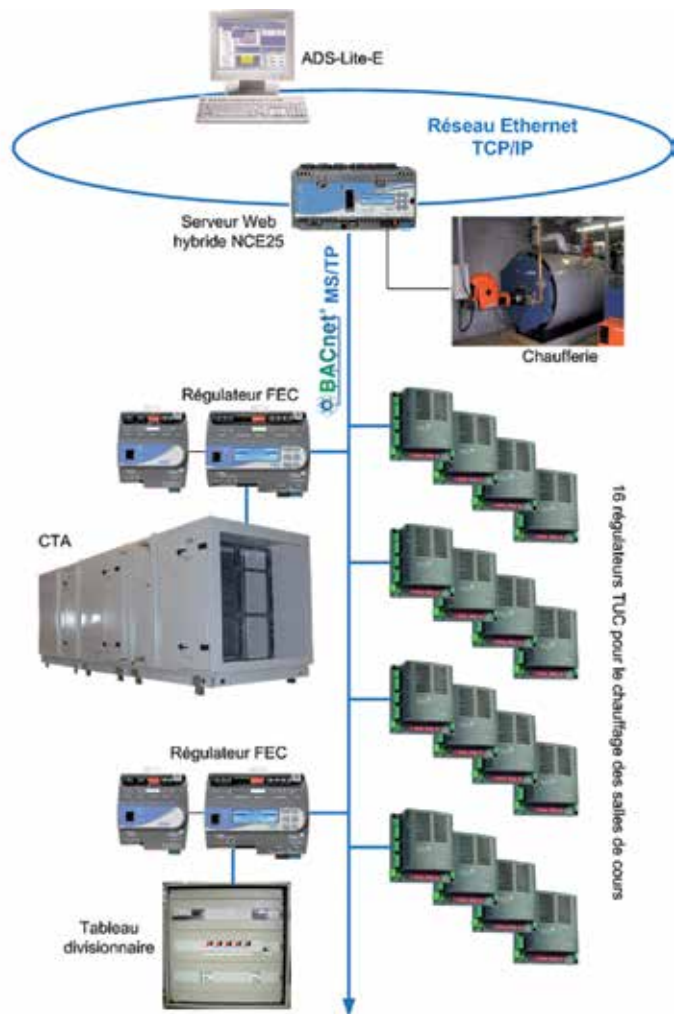 ADS-Lite-E
Réseau Ethernet
TCP/IP
Serveur Web
hybride NCE25
BACnet® MS/TP
Chaufferie
Régulateur FEC
CTA
16 régulateurs TUC pour le chauffage des salles de cours
Régulateur FEC
Tableau
divisionnaire